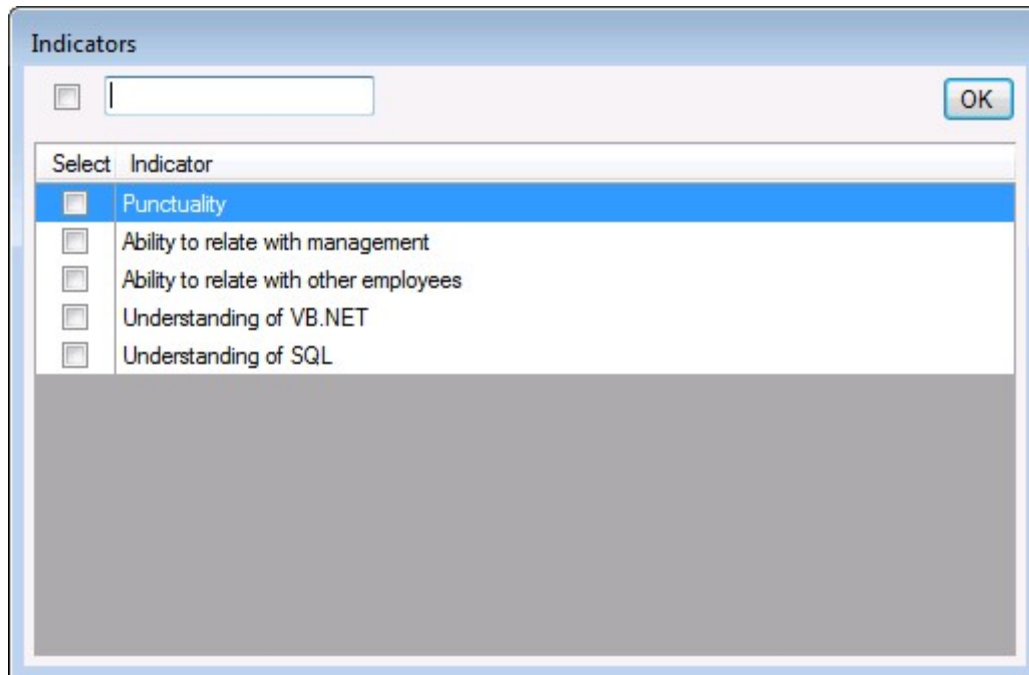 Indicators
OK
Select Indicator
Punctuality
Ability to relate with management
Ability to relate with other employees
Understanding of VB.NET
Understanding of SQL